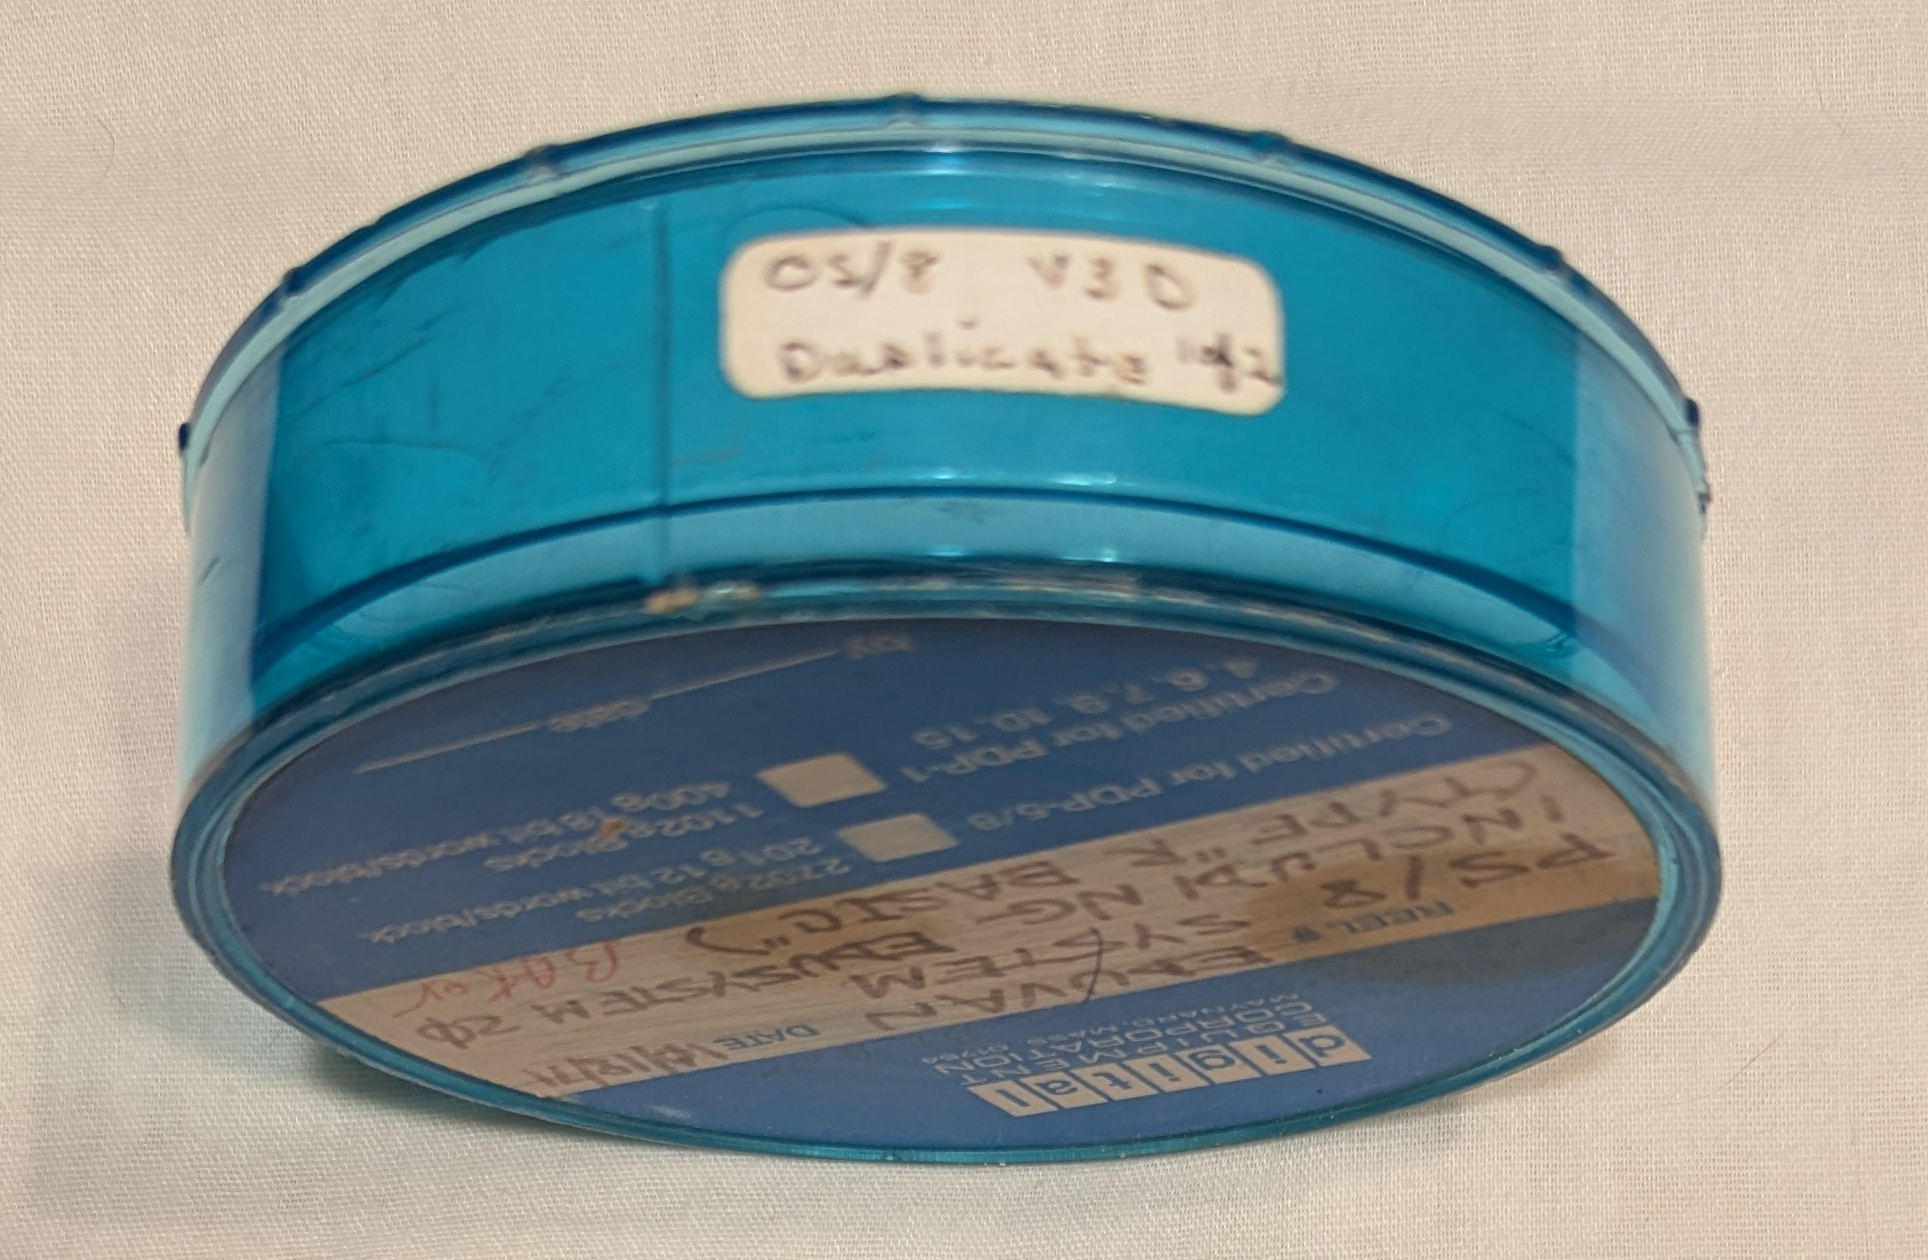 OS/8 V3D
Duplicate 1 of 2
digital
EQUIPMENT
CORPORATION
MAYNARD, MASS. 01754
REEL # DATE
PS/8 EDUVAN
SYSTEM
INCLUDING EDUSYSTEM 20
(TYPE "R BASIC")
Baker
Certified for PDP-5/8 2702₈ Blocks
201₈ 12 bit words/block
Certified for PDP-1 1102₈ Blocks
4, 6, 7, 9, 10, 15 400₈ 18 bit words/block
by date